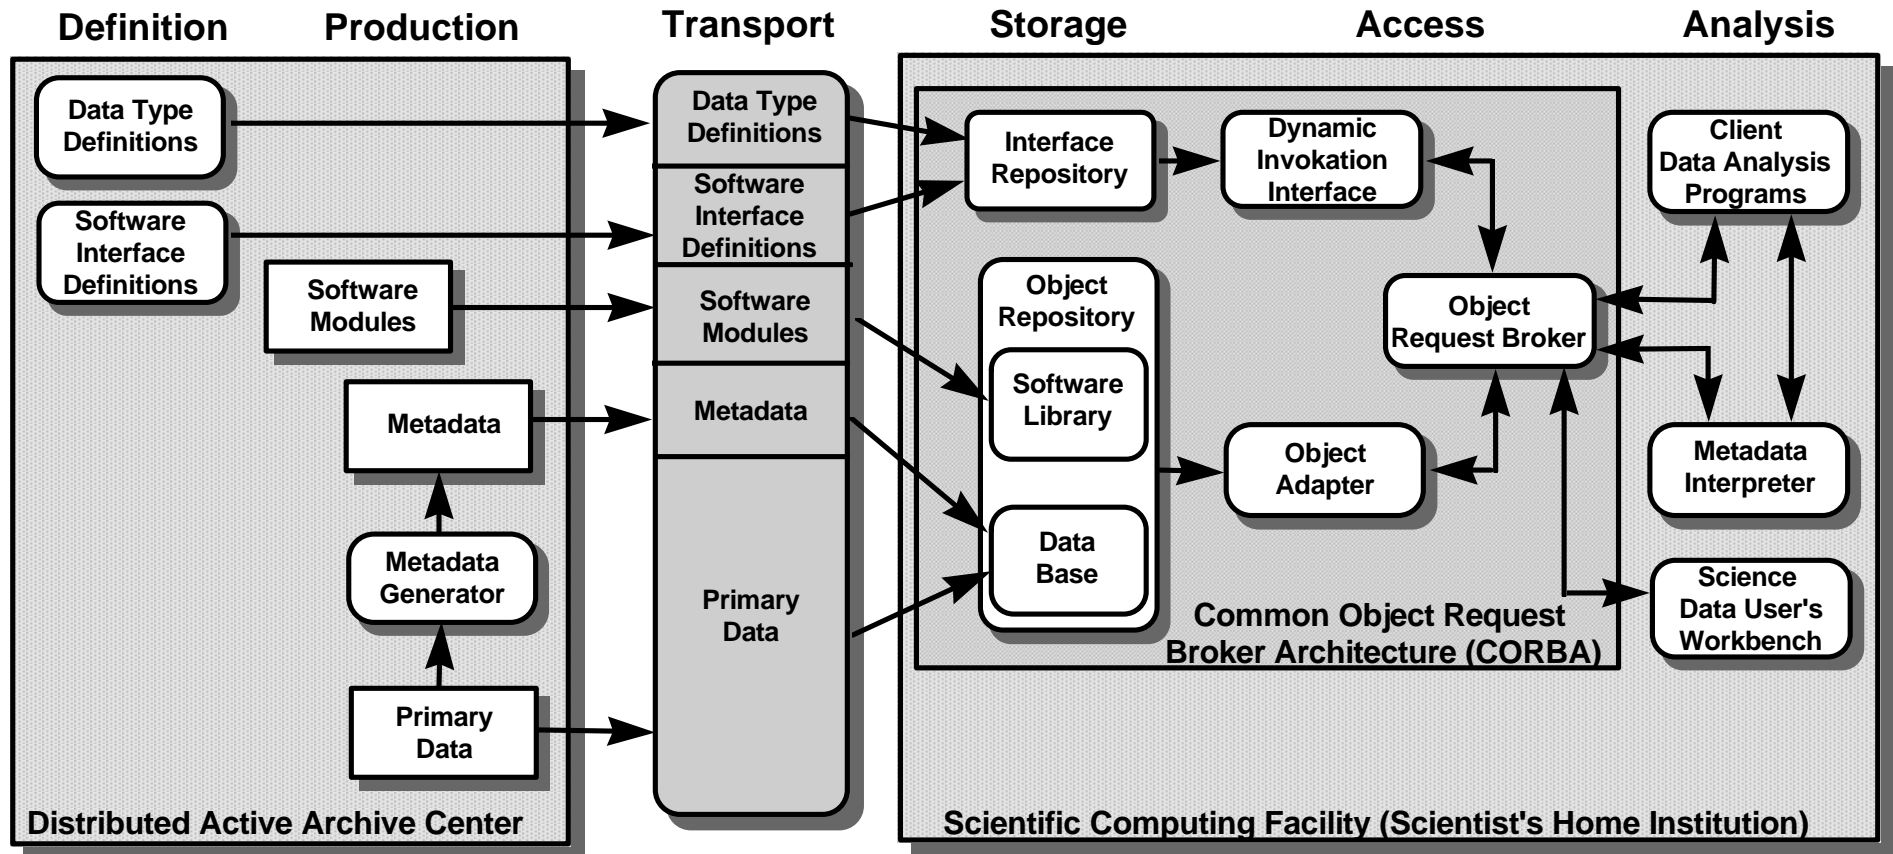 Definition
Production
Transport
Storage
Access
Analysis
Data Type
Definitions
Software
Interface
Definitions
Software
Modules
Metadata
Metadata
Generator
Primary
Data
Distributed Active Archive Center
Data Type
Definitions
Software
Interface
Definitions
Software
Modules
Metadata
Primary
Data
Interface
Repository
Object
Repository
Software
Library
Data
Base
Dynamic
Invokation
Interface
Object
Request Broker
Object
Adapter
Common Object Request
Broker Architecture (CORBA)
Client
Data Analysis
Programs
Metadata
Interpreter
Science
Data User's
Workbench
Scientific Computing Facility (Scientist's Home Institution)